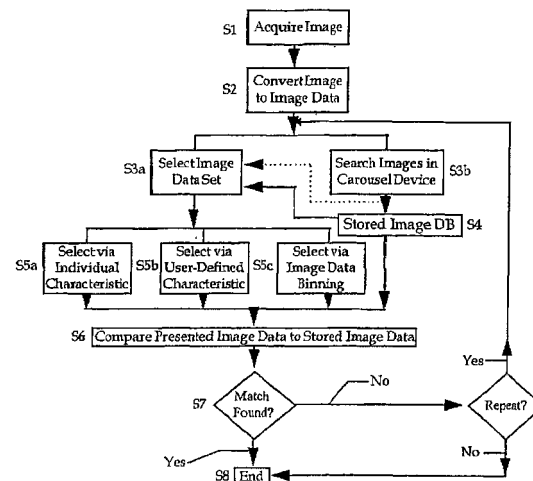 S1
Acquire Image
S2
Convert Image
to Image Data
S3a
Select Image
Data Set
Search Images in
Carousel Device
S3b
Stored Image DB
S4
S5a
Select via
Individual
Characteristic
S5b
Select via
User-Defined
Characteristic
S5c
Select via
Image Data
Binning
S6
Compare Presented Image Data to Stored Image Data
Yes
No
S7
Match
Found?
Repeat?
No
Yes
S8
End